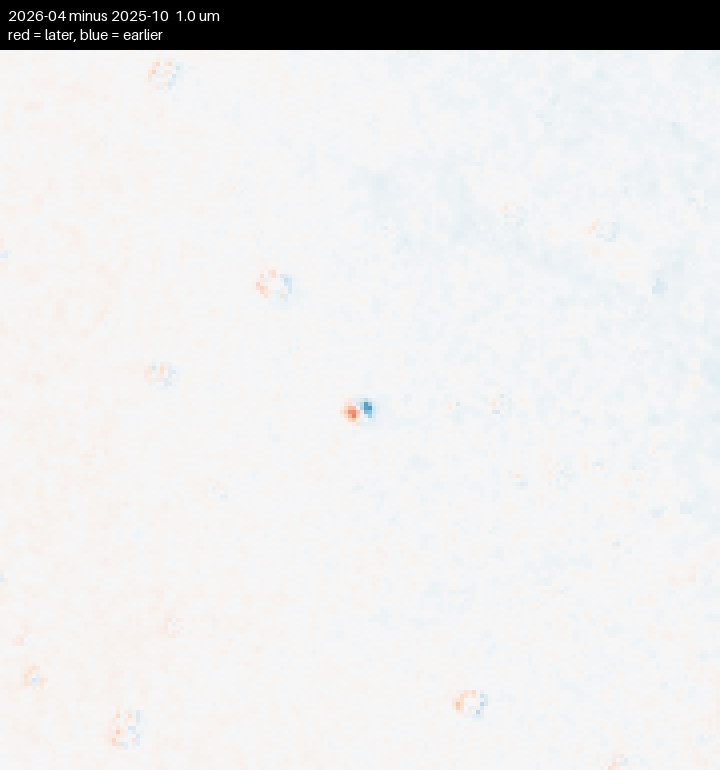 2026-04 minus 2025-10 1.0 um
red = later, blue = earlier